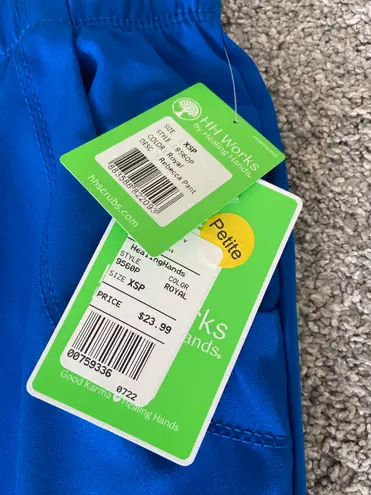 HH Works
by Healing Hands®
SIZE : XSP
STYLE : 9560P
COLOR : Royal
DESC. : Rebecca Pant
hhscrubs.com
Petite
HealingHands
STYLE
9560P
COLOR
ROYAL
SIZE XSP
PRICE
$23.99
00759336
0722
Good Karma Healing Hands